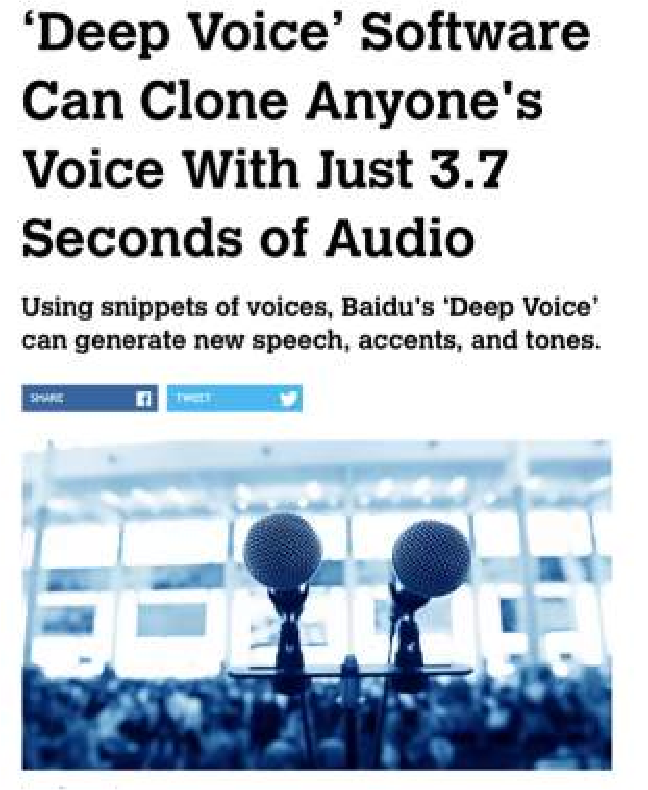 ‘Deep Voice’ Software
Can Clone Anyone's
Voice With Just 3.7
Seconds of Audio
Using snippets of voices, Baidu's ‘Deep Voice’
can generate new speech, accents, and tones.
SHARE
TWEET